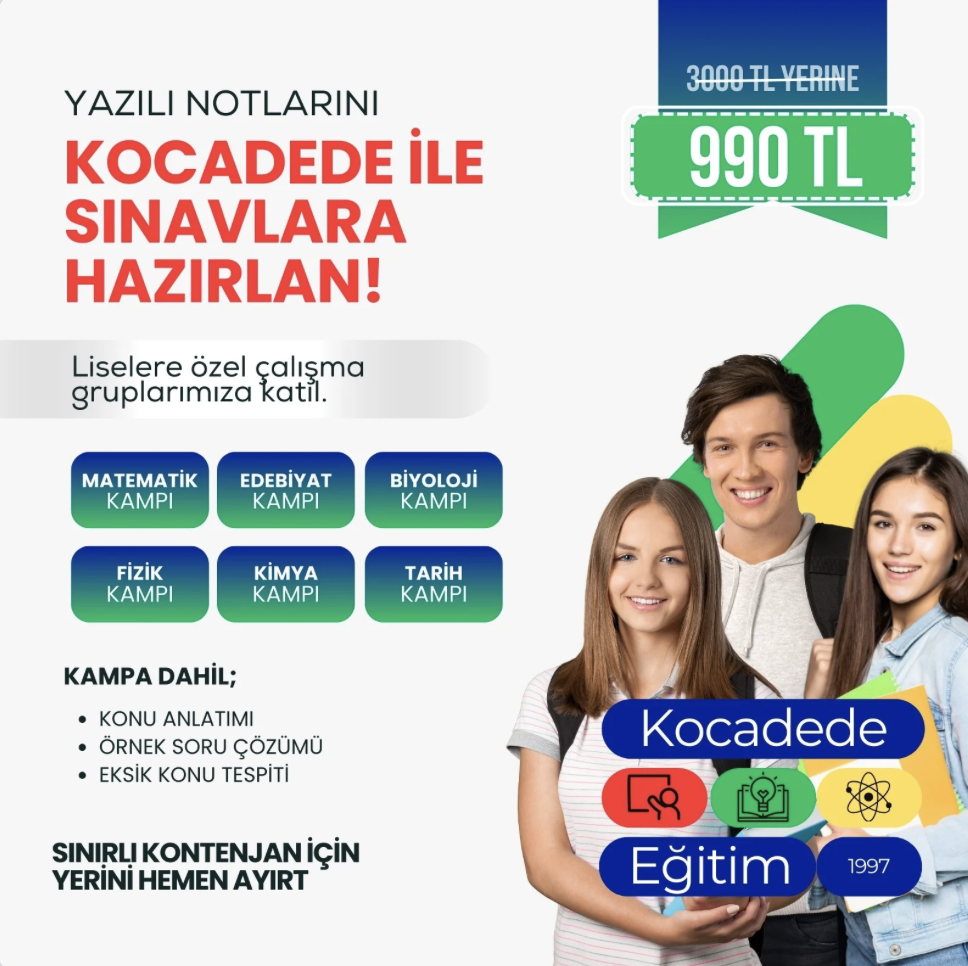 YAZILI NOTLARINI
KOCADEDE İLE
SINAVLARA
HAZIRLAN!
3000 TL YERINE
990 TL
Liselere özel çalışma
gruplarımıza katıl.
MATEMATİK
KAMPI
EDEBİYAT
KAMPI
BİYOLOJİ
KAMPI
FİZİK
KAMPI
KİMYA
KAMPI
TARİH
KAMPI
KAMPA DAHİL;
• KONU ANLATIMI
• ÖRNEK SORU ÇÖZÜMÜ
• EKSİK KONU TESPİTİ
SINIRLI KONTENJAN İÇİN
YERİNİ HEMEN AYIRT
Kocadede
Eğitim
1997